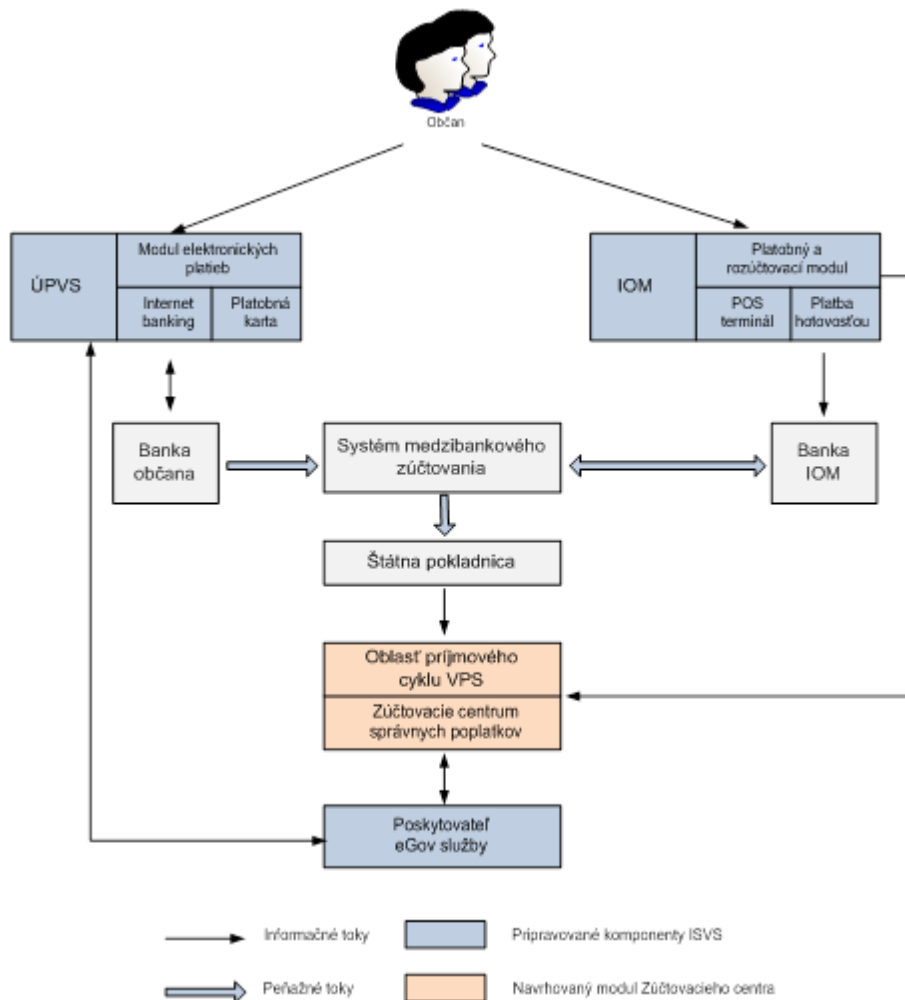 Občan
ÚPVS
Modul elektronických
platieb
Internet
banking
Platobná
karta
IOM
Platobný a
rozúčtovací modul
POS
terminál
Platba
hotovosťou
Banka
občana
Systém medzibankového
zúčtovania
Banka
IOM
Štátna pokladnica
Oblasť príjmového
cyklu VPS
Zúčtovacie centrum
správnych poplatkov
Poskytovateľ
eGov služby
Informačné toky
Pripravované komponenty ISVS
Peňažné toky
Navrhovaný modul Zúčtovacieho centra